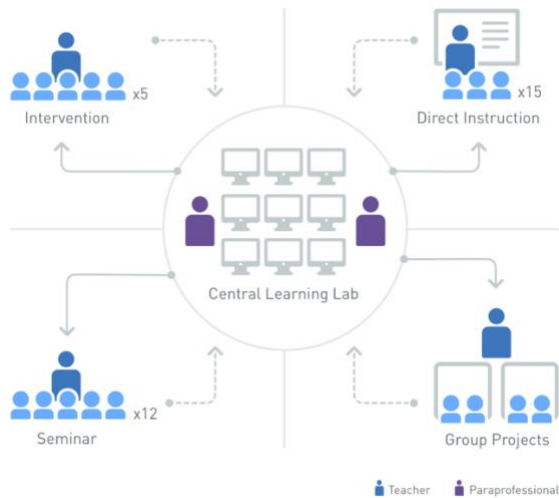 x5
Intervention
x15
Direct Instruction
Central Learning Lab
x12
Seminar
Group Projects
Teacher
Paraprofessional